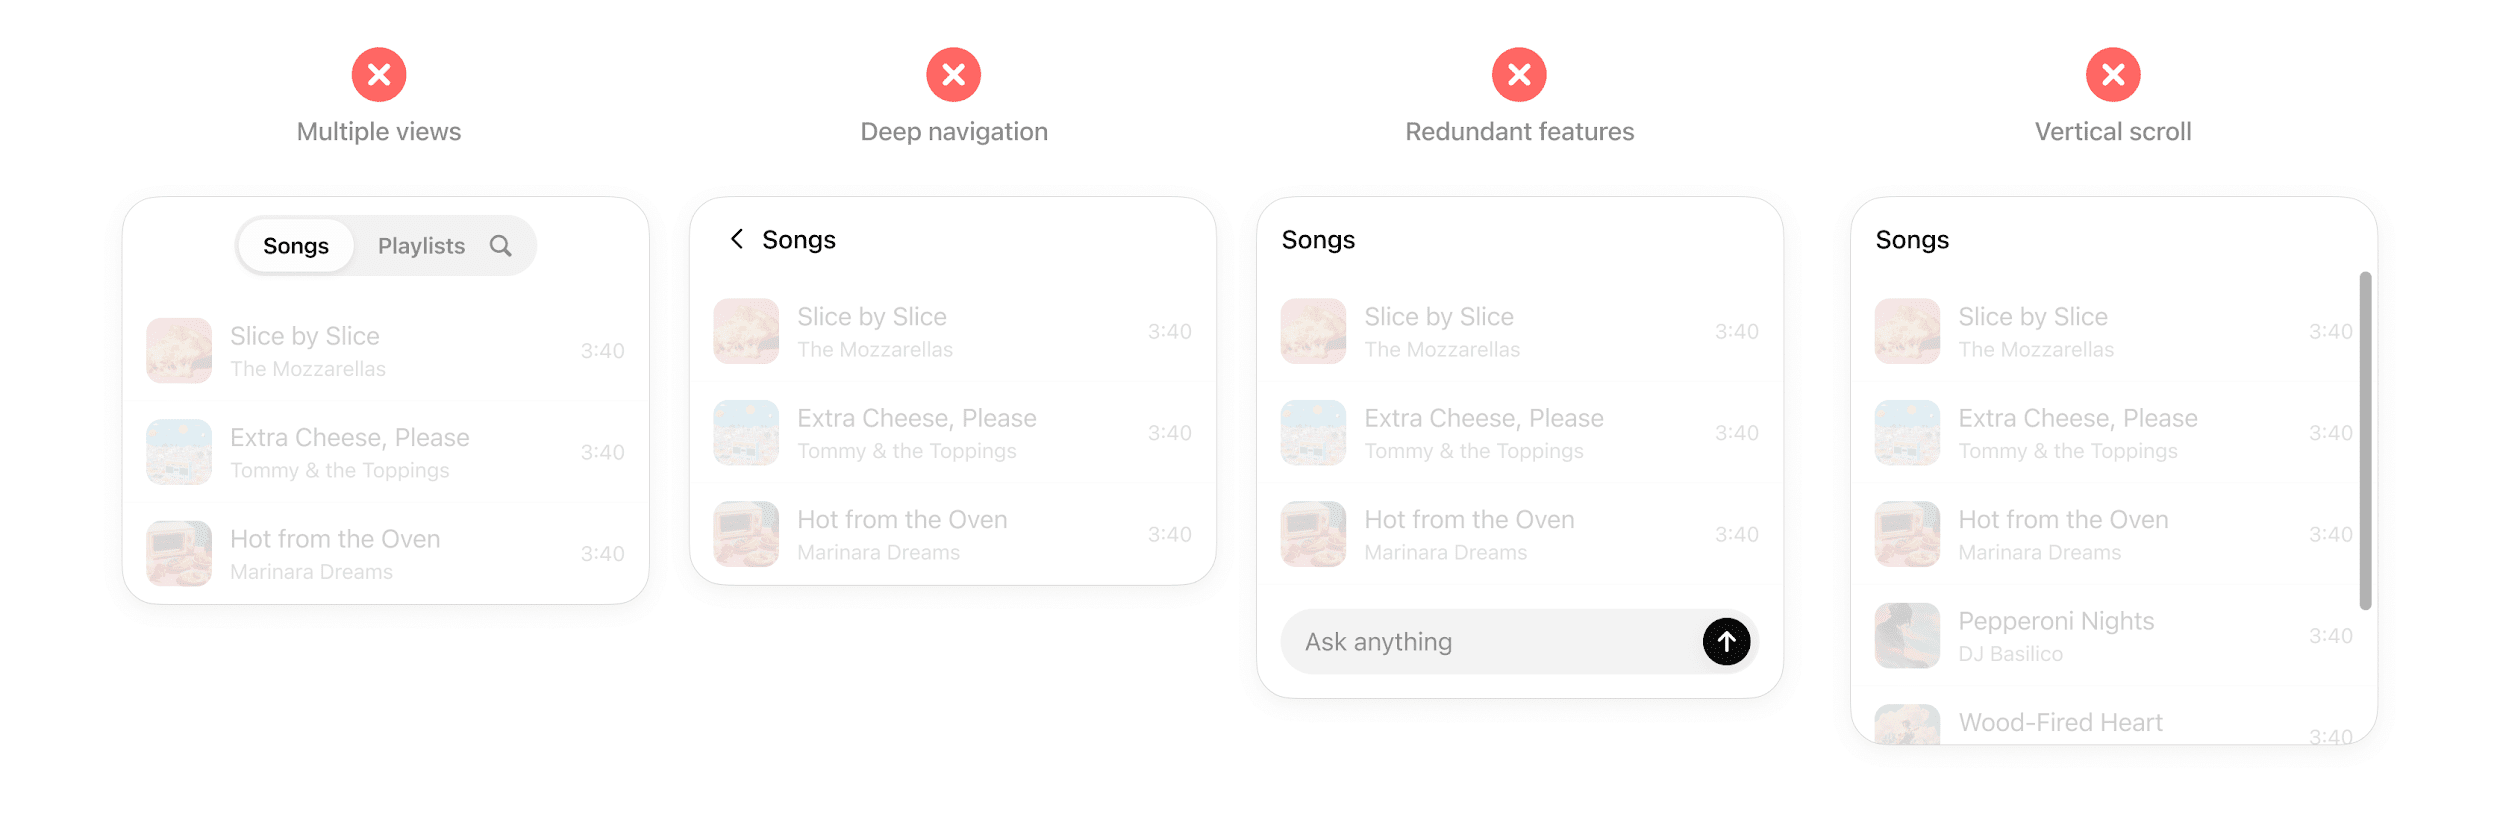 Multiple views
Songs Playlists
Slice by Slice
The Mozzarellas
3:40
Extra Cheese, Please
Tommy & the Toppings
3:40
Hot from the Oven
Marinara Dreams
3:40
Deep navigation
Songs
Slice by Slice
The Mozzarellas
3:40
Extra Cheese, Please
Tommy & the Toppings
3:40
Hot from the Oven
Marinara Dreams
3:40
Redundant features
Songs
Slice by Slice
The Mozzarellas
3:40
Extra Cheese, Please
Tommy & the Toppings
3:40
Hot from the Oven
Marinara Dreams
3:40
Ask anything
Vertical scroll
Songs
Slice by Slice
The Mozzarellas
3:40
Extra Cheese, Please
Tommy & the Toppings
3:40
Hot from the Oven
Marinara Dreams
3:40
Pepperoni Nights
DJ Basilico
3:40
Wood-Fired Heart
3:40